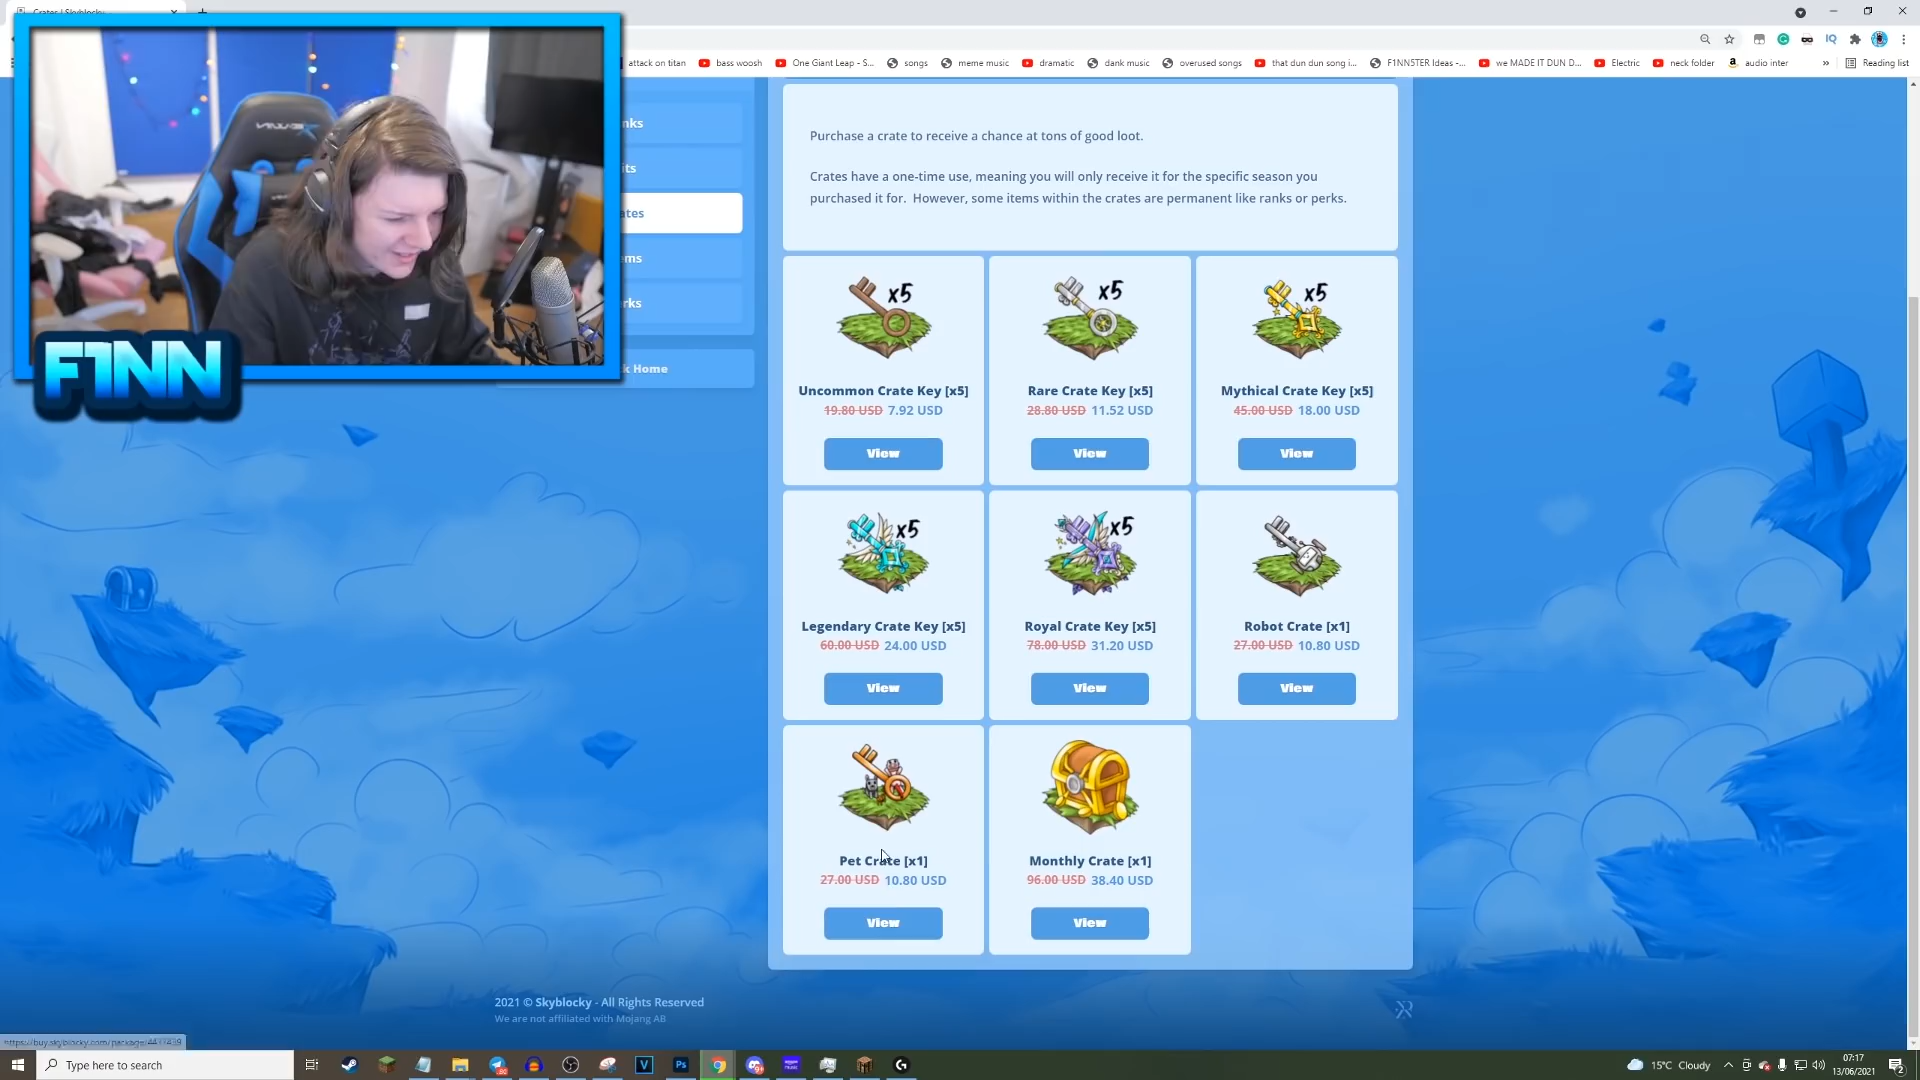 Crates | Skyblocky
attack on titan
bass woosh
One Giant Leap - S...
songs
meme music
dramatic
dank music
overused songs
that dun dun song i...
F1NN5TER Ideas -...
we MADE IT DUN D...
Electric
neck folder
audio inter
»
Reading list
IQ
nks
its
ates
ems
rks
k Home
F1NN
Purchase a crate to receive a chance at tons of good loot.
Crates have a one-time use, meaning you will only receive it for the specific season you
purchased it for. However, some items within the crates are permanent like ranks or perks.
x5
Uncommon Crate Key [x5]
19.80 USD 7.92 USD
View
x5
Rare Crate Key [x5]
28.80 USD 11.52 USD
View
x5
Mythical Crate Key [x5]
45.00 USD 18.00 USD
View
x5
Legendary Crate Key [x5]
60.00 USD 24.00 USD
View
x5
Royal Crate Key [x5]
78.00 USD 31.20 USD
View
Robot Crate [x1]
27.00 USD 10.80 USD
View
Pet Crate [x1]
27.00 USD 10.80 USD
View
Monthly Crate [x1]
96.00 USD 38.40 USD
View
2021 © Skyblocky - All Rights Reserved
We are not affiliated with Mojang AB
Type here to search
15°C Cloudy
07:17
13/06/2021